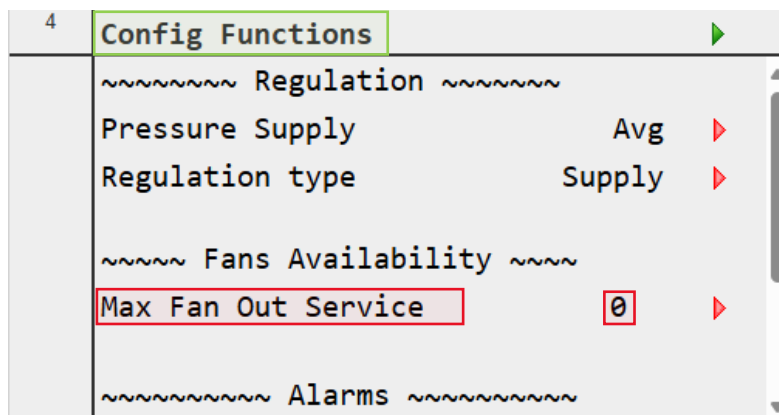 4
Config Functions
~~~~~~~~ Regulation ~~~~~~~
Pressure Supply Avg
Regulation type Supply
~~~~~ Fans Availability ~~~~
Max Fan Out Service 0
~~~~~~~~~~ Alarms ~~~~~~~~~~